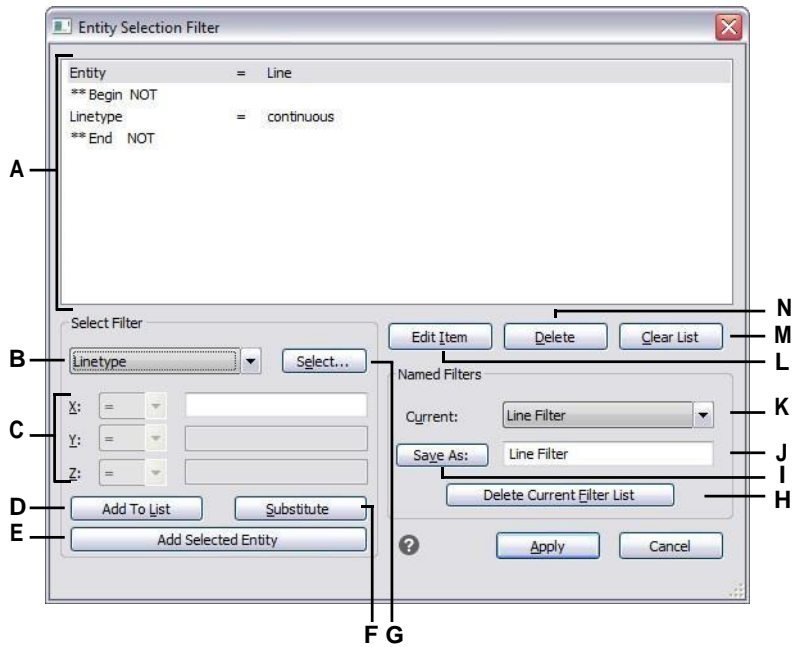 Entity Selection Filter
Entity = Line
** Begin NOT
Linetype = continuous
** End NOT
A
N
Select Filter
Edit Item Delete Clear List M
L
B Linetype Select...
Named Filters
C
X: =
Y: =
Z: =
Current: Line Filter K
Save As: Line Filter J
I
Delete Current Filter List H
D Add To List Substitute
E Add Selected Entity
? Apply Cancel
F G